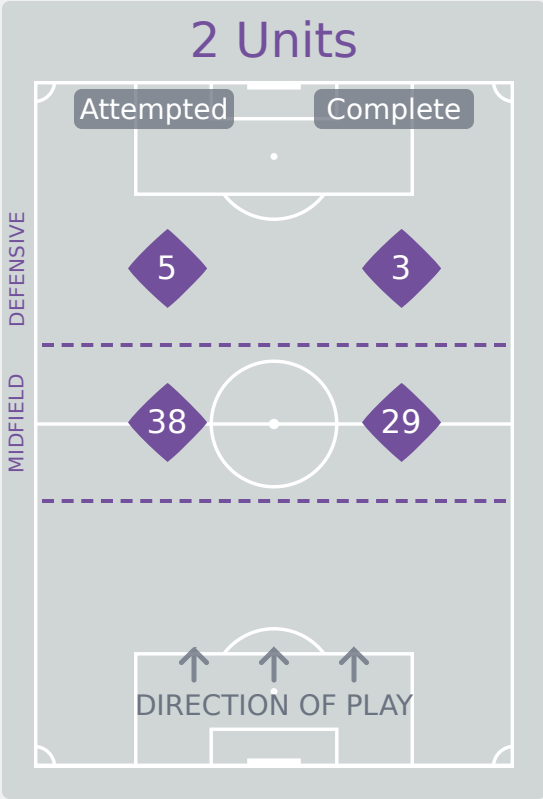 2 Units
Attempted Complete
DEFENSIVE
5 3
MIDFIELD
38 29
DIRECTION OF PLAY